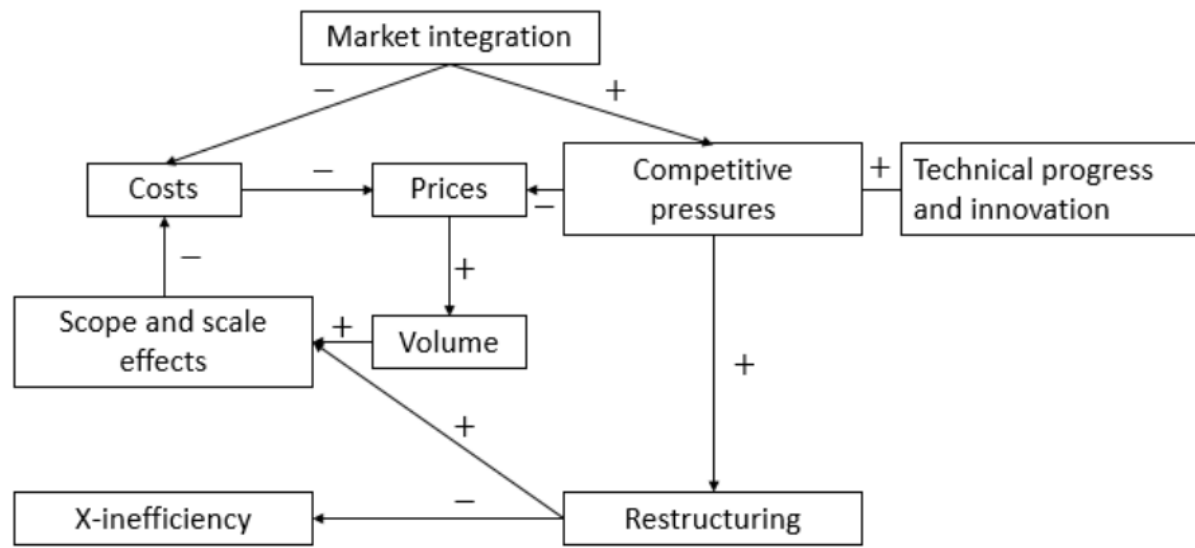 Market integration
−
+
Costs
−
Prices
−
Competitive
pressures
+
Technical progress
and innovation
−
+
Scope and scale
effects
+
Volume
+
+
X-inefficiency
−
Restructuring